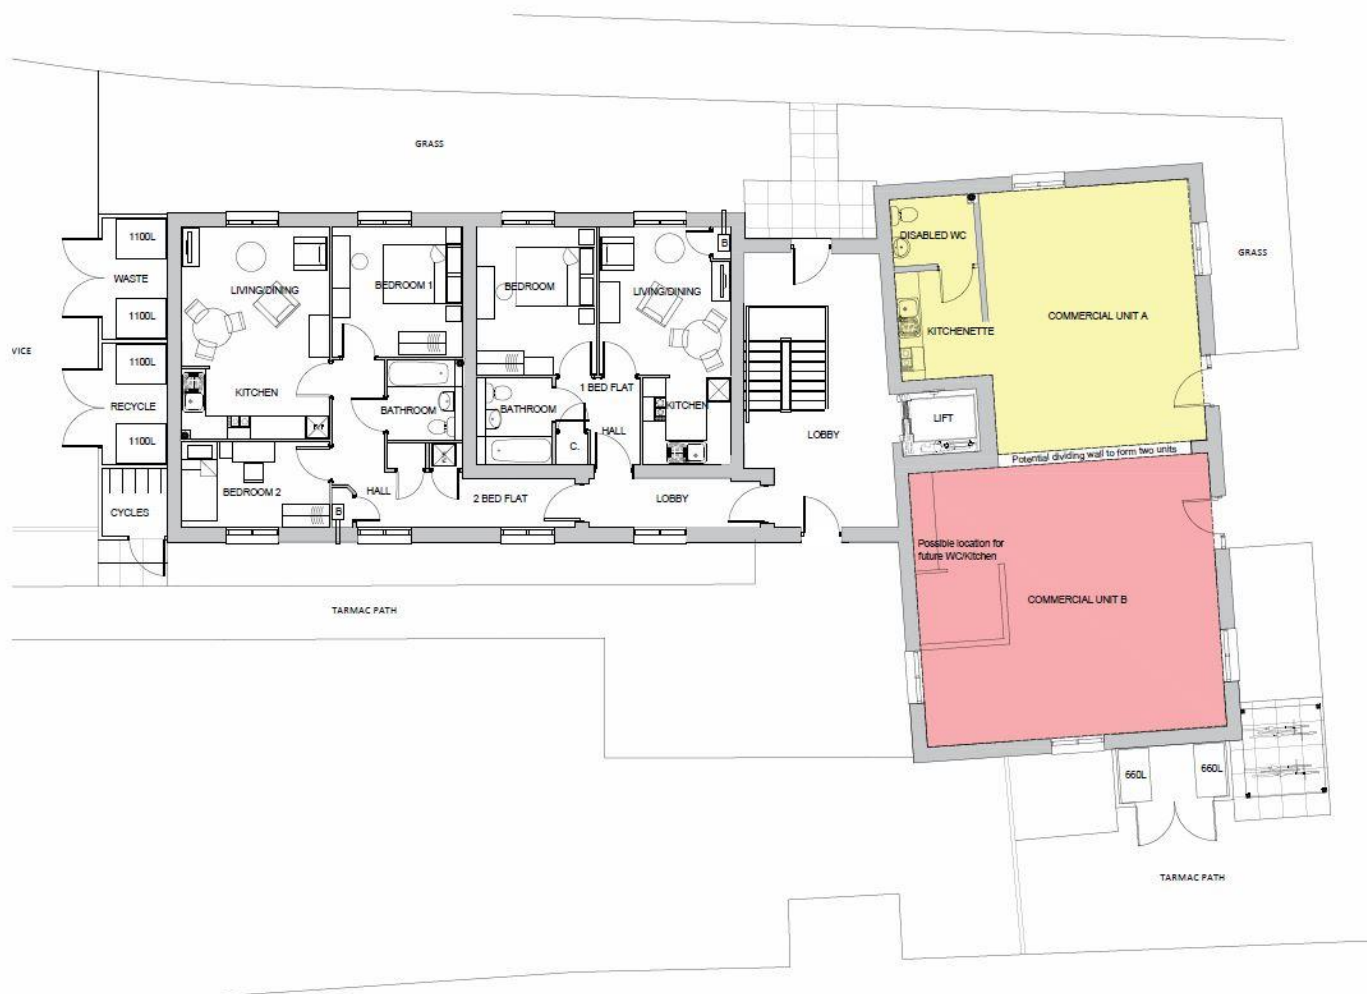 GRASS
1100L
WASTE
1100L
VICE
1100L
RECYCLE
1100L
CYCLES
LIVING/DINING
BEDROOM 1
KITCHEN
BATHROOM
BEDROOM 2
HALL
B
2 BED FLAT
BEDROOM
LIVING/DINING
B
1 BED FLAT
BATHROOM
KITCHEN
HALL
C.
LOBBY
LOBBY
DISABLED WC
KITCHENETTE
COMMERCIAL UNIT A
GRASS
LIFT
Potential dividing wall to form two units
Possible location for
future WC/Kitchen
COMMERCIAL UNIT B
TARMAC PATH
660L
660L
TARMAC PATH